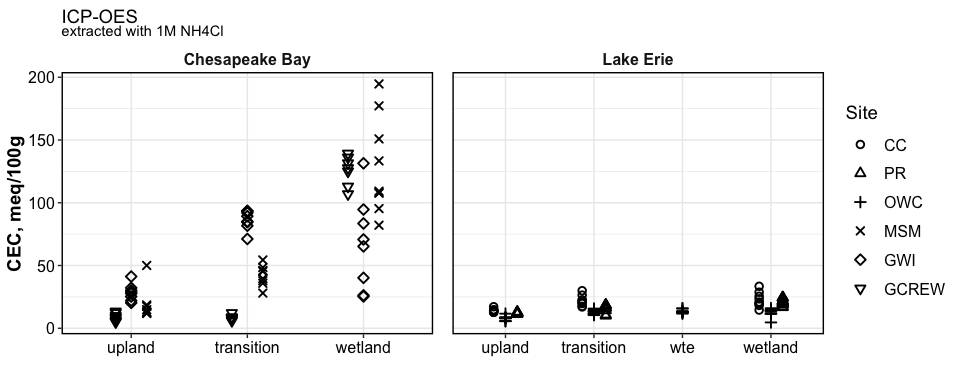 ICP-OES
extracted with 1M NH4Cl
Chesapeake Bay
Lake Erie
CEC, meq/100g
200
150
100
50
0
upland transition wetland
upland transition wte wetland
Site
CC
PR
OWC
MSM
GWI
GCREW